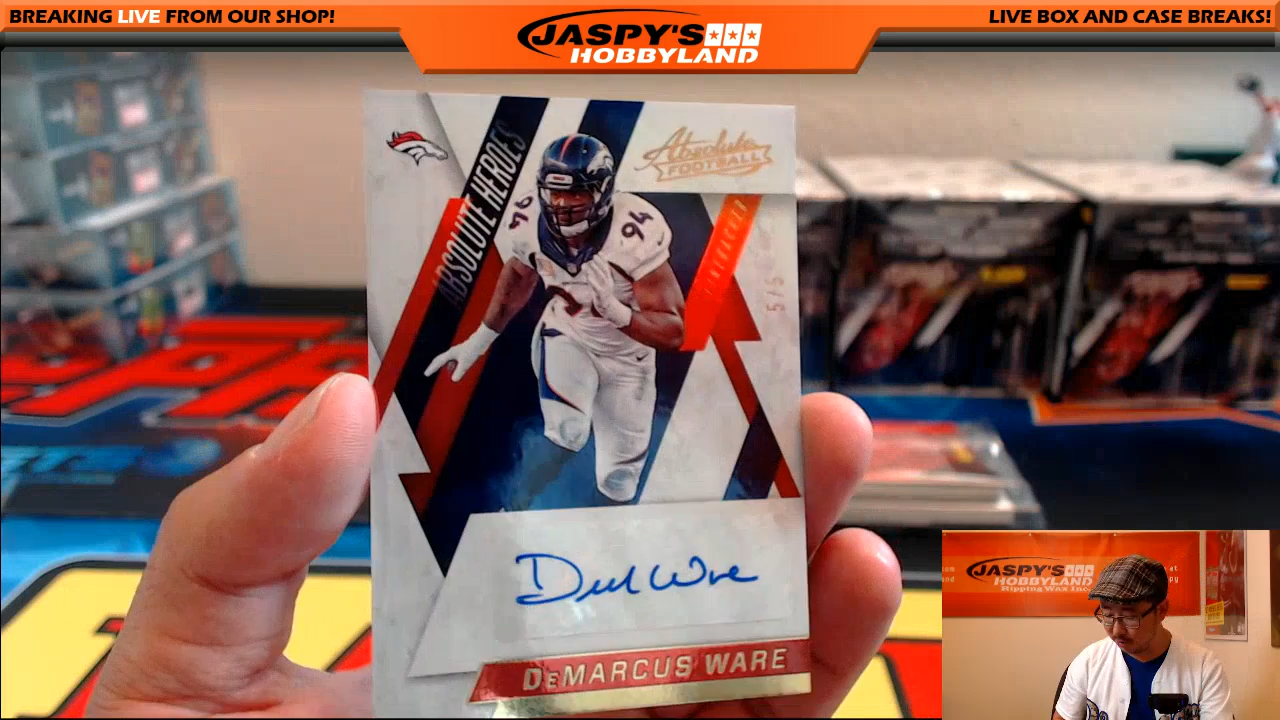 BREAKING LIVE FROM OUR SHOP!
JASPY'S
HOBBYLAND
LIVE BOX AND CASE BREAKS!
ABSOLUTE HEROES
Absolute
FOOTBALL
LINEBACKER
94
5/5
DeMARCUS WARE
JASPY'S
HOBBYLAND
Ripping Wax Inc.